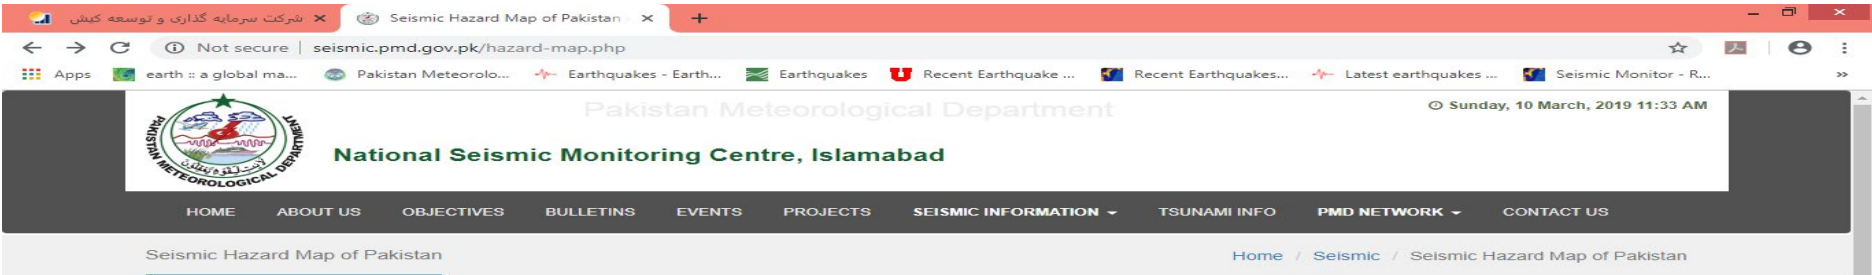 شرکت سرمایه گذاری و توسعه کیش
Seismic Hazard Map of Pakistan
Not secure | seismic.pmd.gov.pk/hazard-map.php
Apps earth :: a global ma... Pakistan Meteorolo... Earthquakes - Earth... Earthquakes Recent Earthquake ... Recent Earthquakes... Latest earthquakes ... Seismic Monitor - R... »
PAKISTAN METEOROLOGICAL DEPARTMENT
Pakistan Meteorological Department
Sunday, 10 March, 2019 11:33 AM
National Seismic Monitoring Centre, Islamabad
HOME ABOUT US OBJECTIVES BULLETINS EVENTS PROJECTS SEISMIC INFORMATION TSUNAMI INFO PMD NETWORK CONTACT US
Seismic Hazard Map of Pakistan
Home / Seismic / Seismic Hazard Map of Pakistan